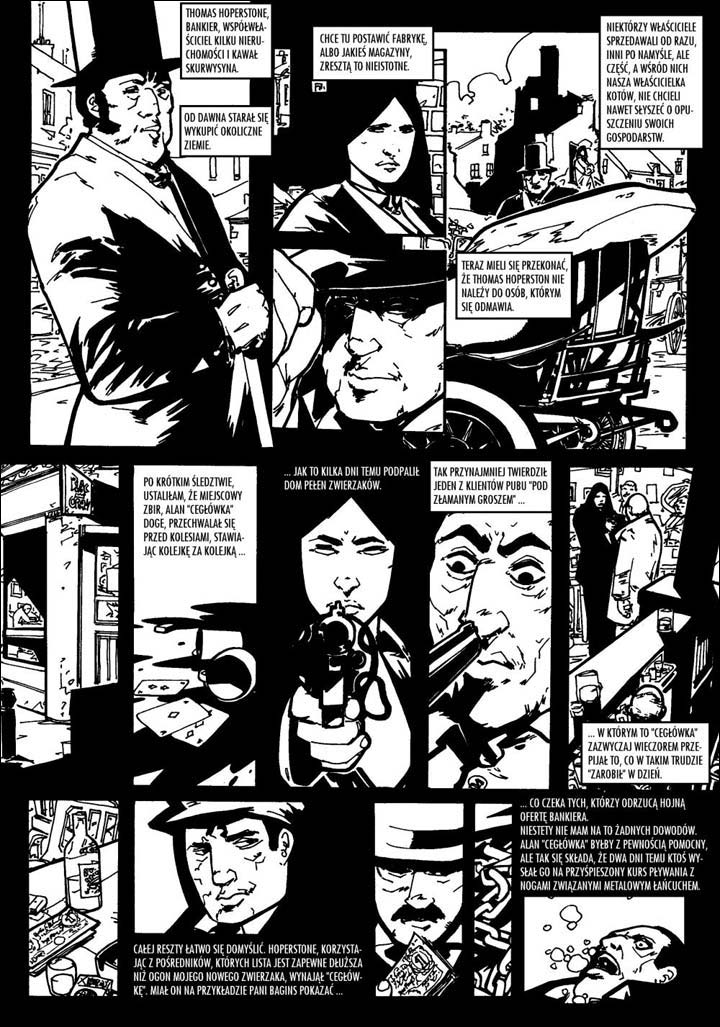 THOMAS HOPERSTONE,
BANKIER, WSPÓŁWŁA-
ŚCICIEL KILKU NIERU-
CHOMOŚCI I KAWAŁ
SKURWYSYNA.
OD DAWNA STARAŁ SIĘ
WYKUPIĆ OKOLICZNE
ZIEMIE.
CHCE TU POSTAWIĆ FABRYKĘ,
ALBO JAKIEŚ MAGAZYNY,
ZRESZTĄ TO NIEISTOTNE.
NIEKTÓRZY WŁAŚCICIELE
SPRZEDAWALI OD RAZU,
INNI PO NAMYŚLE, ALE
CZĘŚĆ, A WŚRÓD NICH
NASZA WŁAŚCICIELKA
KOTÓW, NIE CHCIELI
NAWET SŁYSZEĆ O OPU-
SZCZENIU SWOICH
GOSPODARSTW.
TERAZ MIELI SIĘ PRZEKONAĆ,
ŻE THOMAS HOPERSTON NIE
NALEŻY DO OSÓB, KTÓRYM
SIĘ ODMAWIA.
PO KRÓTKIM ŚLEDZTWIE,
USTALIŁAM, ŻE MIEJSCOWY
ZBIR, ALAN "CEGŁÓWKA"
DOGE, PRZECHWALAŁ SIĘ
PRZED KOLESIAMI, STAWIA-
JĄC KOLEJKĘ ZA KOLEJKĄ ...
... JAK TO KILKA DNI TEMU PODPALIŁ
DOM PEŁEN ZWIERZAKÓW.
TAK PRZYNAJMNIEJ TWIERDZIŁ
JEDEN Z KLIENTÓW PUBU "POD
ZŁAMANYM GROSZEM" ...
... W KTÓRYM TO "CEGŁÓWKA"
ZAZWYCZAJ WIECZOREM PRZE-
PIJAŁ TO, CO W TAKIM TRUDZIE
"ZAROBIŁ" W DZIEŃ.
CAŁEJ RESZTY ŁATWO SIĘ DOMYŚLIĆ. HOPERSTONE, KORZYSTA-
JĄC Z POŚREDNIKÓW, KTÓRYCH LISTA JEST ZAPEWNE DŁUŻSZA
NIŻ OGON MOJEGO NOWEGO ZWIERZAKA, WYNAJĄŁ "CEGŁÓW-
KĘ". MIAŁ ON NA PRZYKŁADZIE PANI BAGINS POKAZAĆ ...
... CO CZEKA TYCH, KTÓRZY ODRZUCĄ HOJNĄ
OFERTĘ BANKIERA.
NIESTETY NIE MAM NA TO ŻADNYCH DOWODÓW.
ALAN "CEGŁÓWKA" BYŁBY Z PEWNOŚCIĄ POMOCNY,
ALE TAK SIĘ SKŁADA, ŻE DWA DNI TEMU KTOŚ WY-
SŁAŁ GO NA PRZYŚPIESZONY KURS PŁYWANIA Z
NOGAMI ZWIĄZANYMI METALOWYM ŁAŃCUCHEM.